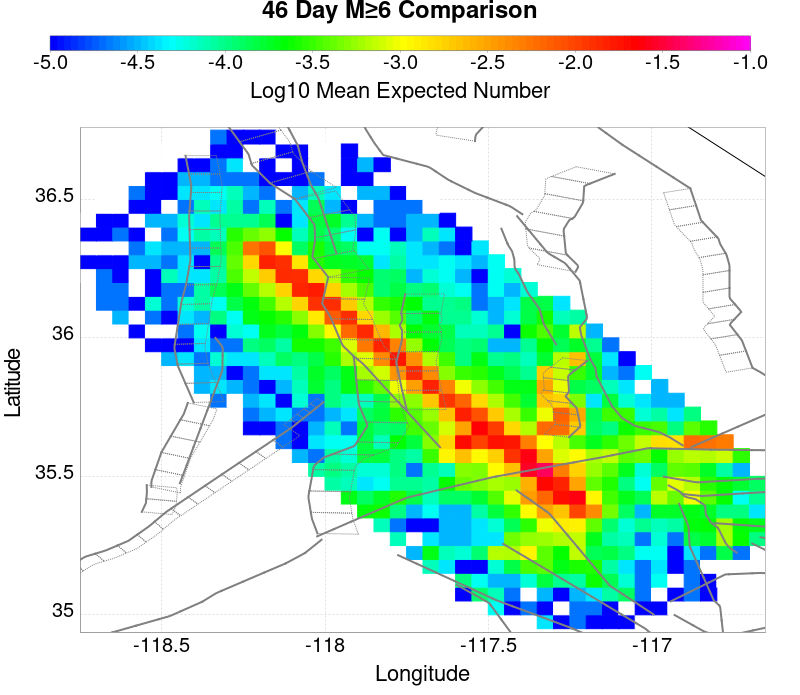 46 Day M≥6 Comparison
-5.0 -4.5 -4.0 -3.5 -3.0 -2.5 -2.0 -1.5 -1.0
Log10 Mean Expected Number
36.5
36
35.5
35
Latitude
-118.5 -118 -117.5 -117
Longitude